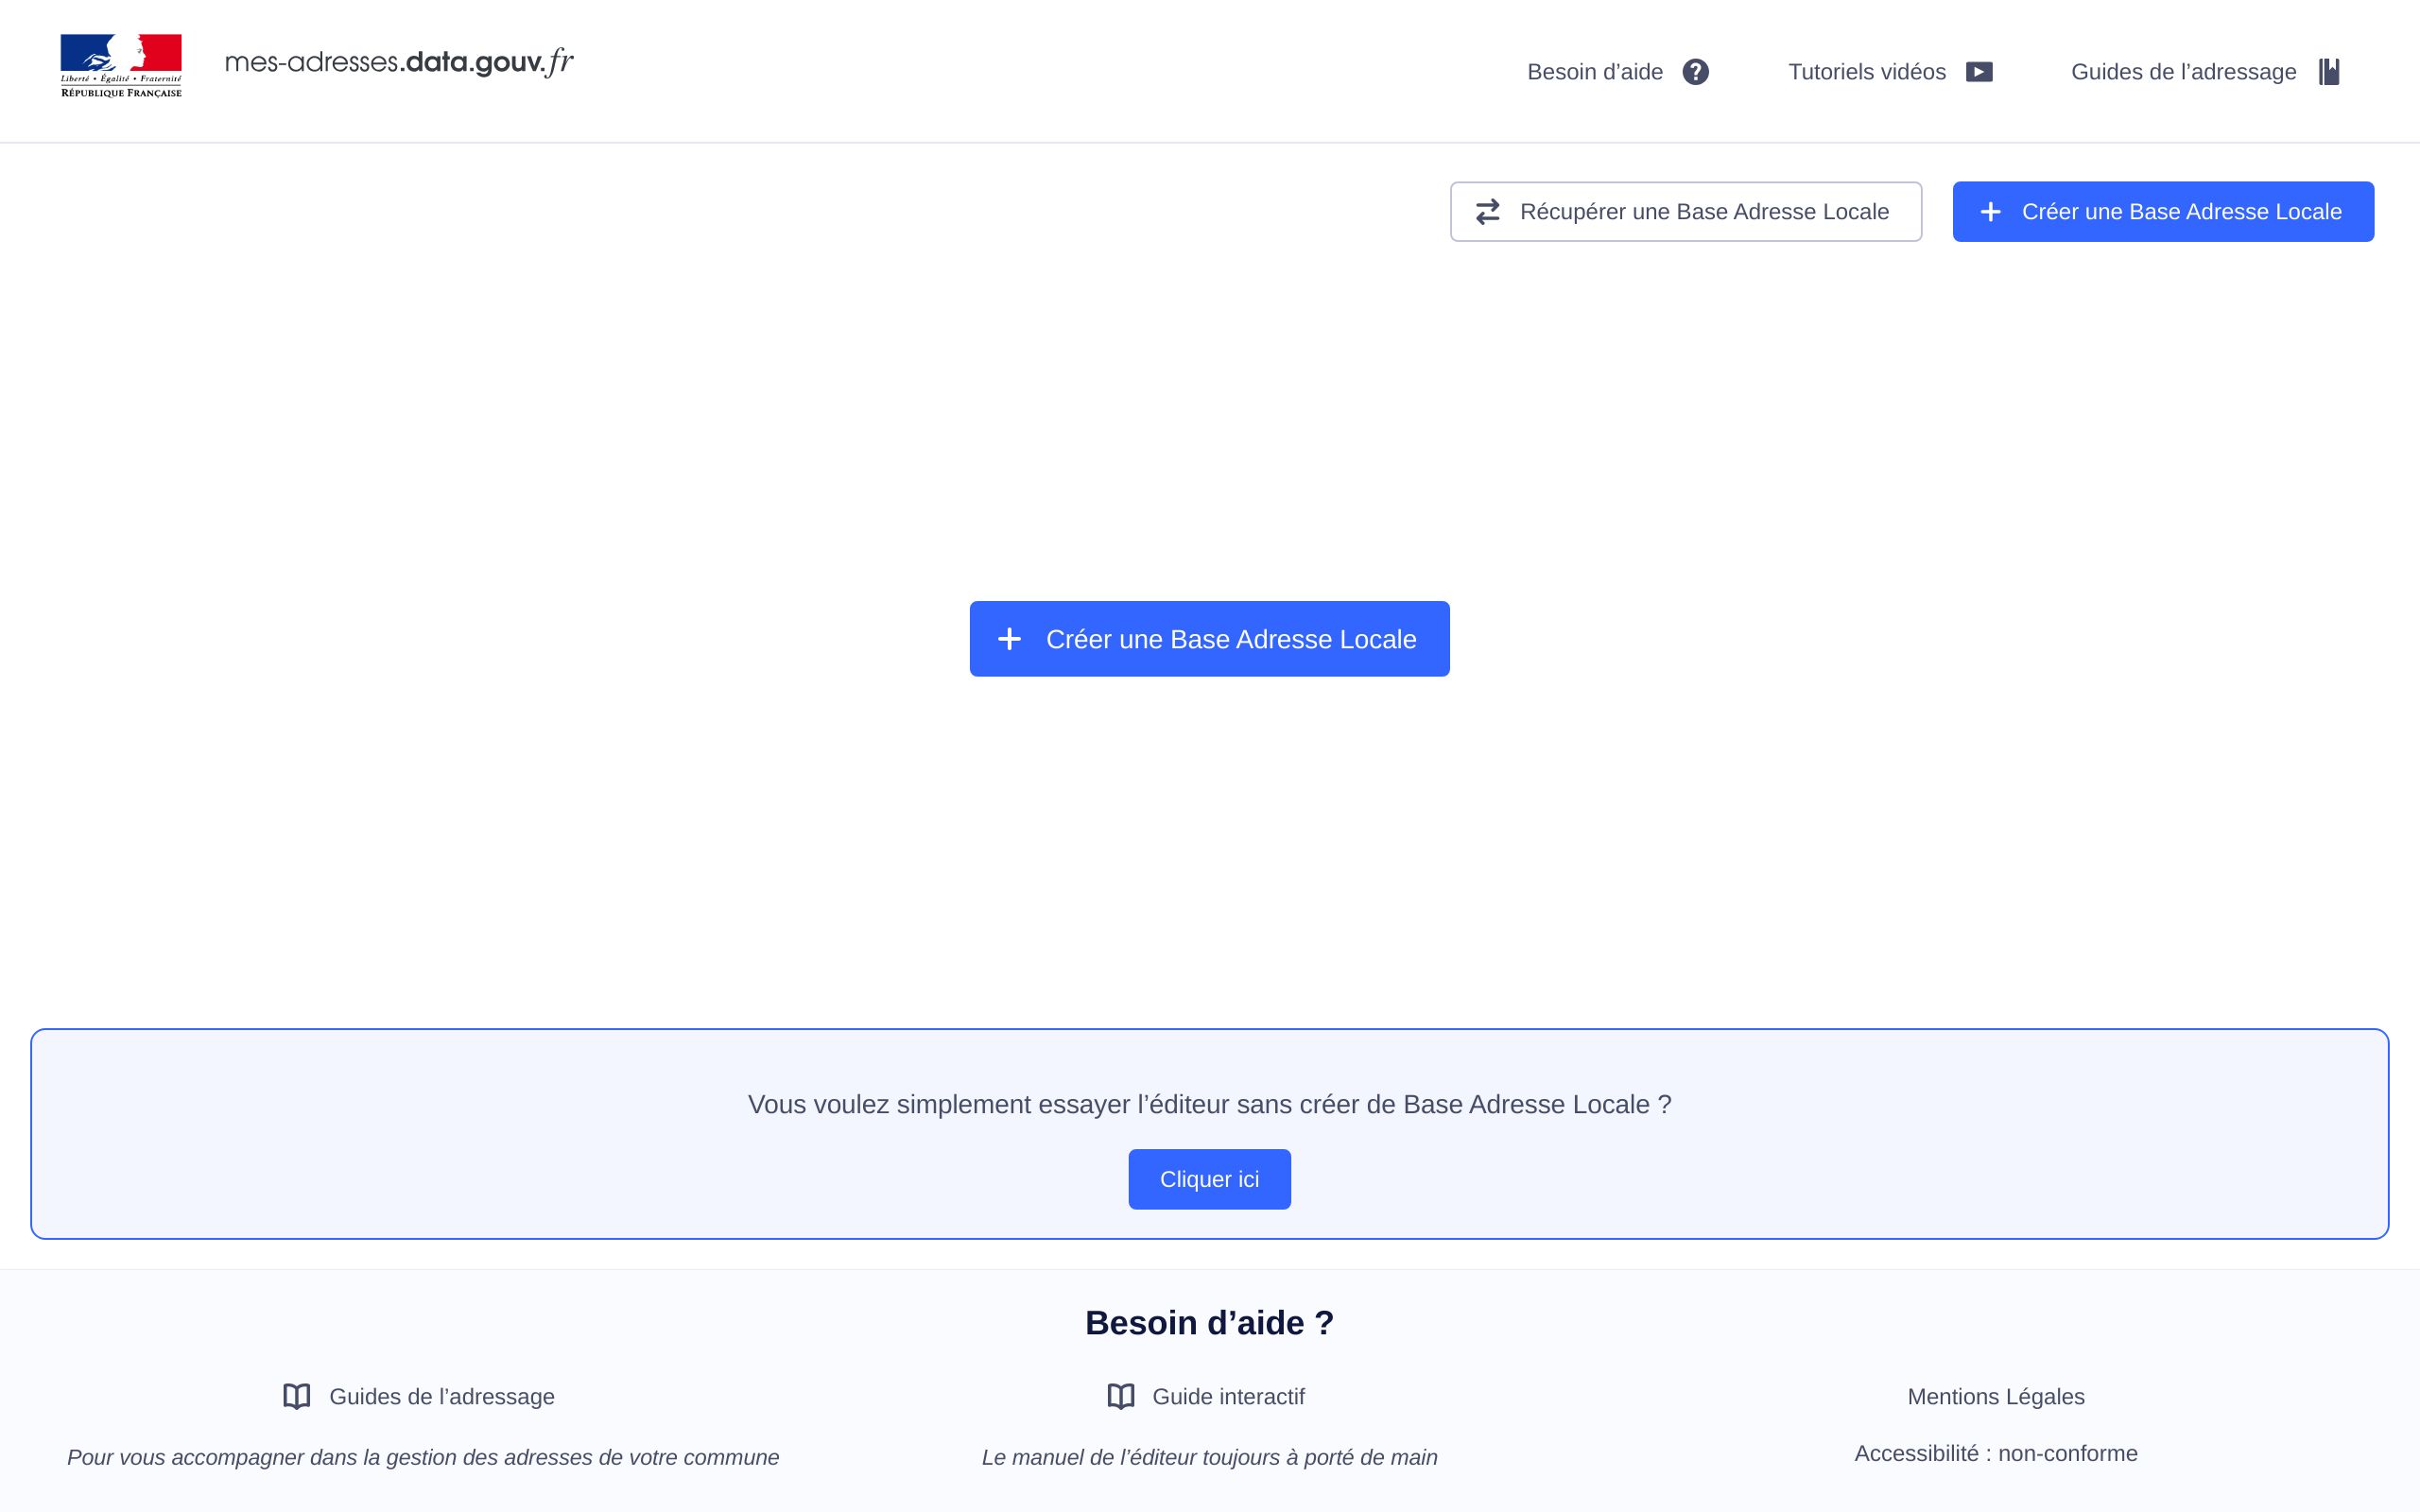 Liberté • Égalité • Fraternité
RÉPUBLIQUE FRANÇAISE
mes-adresses.data.gouv.fr
Besoin d’aide
Tutoriels vidéos
Guides de l’adressage
Récupérer une Base Adresse Locale
Créer une Base Adresse Locale
Créer une Base Adresse Locale
Vous voulez simplement essayer l’éditeur sans créer de Base Adresse Locale ?
Cliquer ici
Besoin d’aide ?
Guides de l’adressage
Pour vous accompagner dans la gestion des adresses de votre commune
Guide interactif
Le manuel de l’éditeur toujours à porté de main
Mentions Légales
Accessibilité : non-conforme